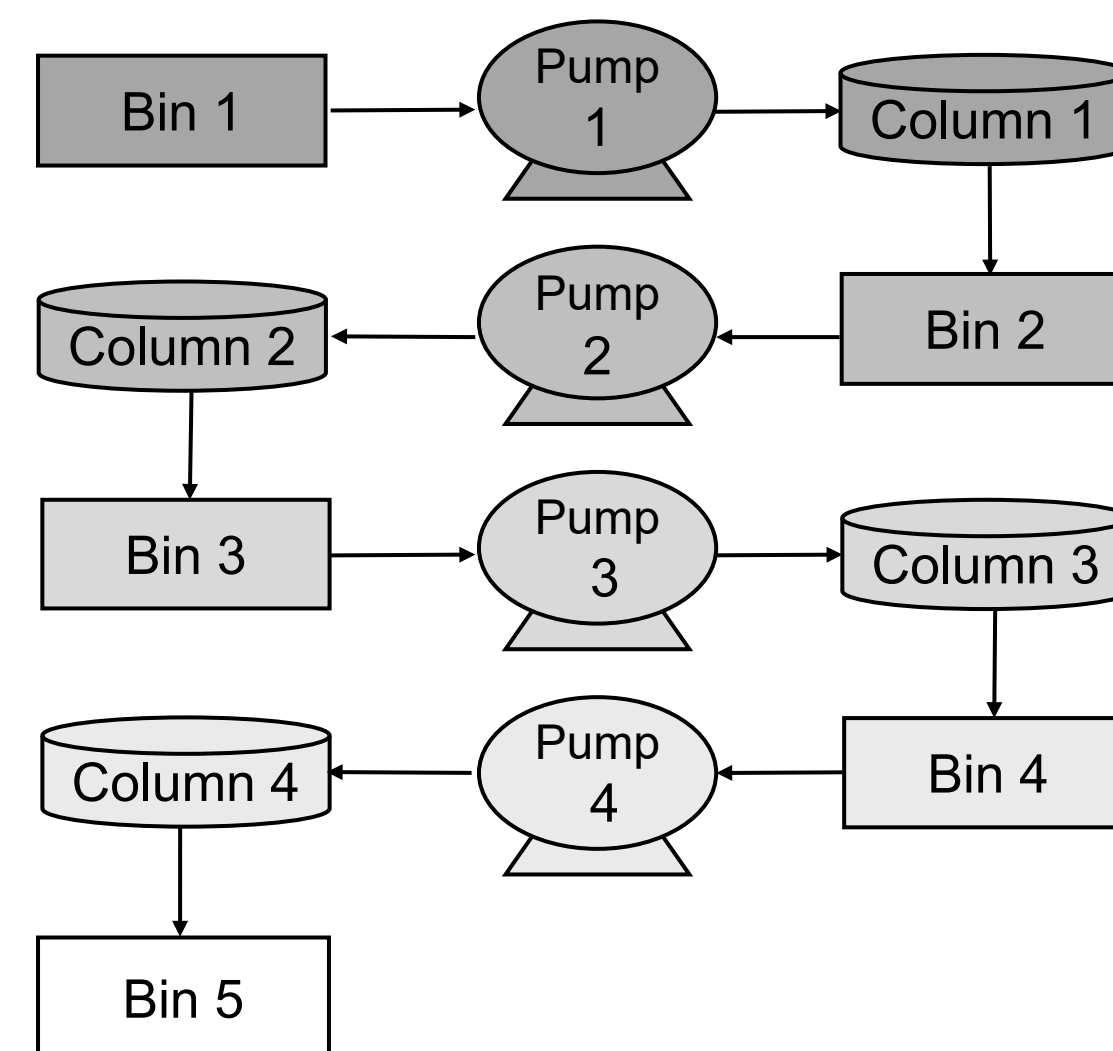 Bin 1
Pump
1
Column 1
Column 2
Pump
2
Bin 2
Bin 3
Pump
3
Column 3
Column 4
Pump
4
Bin 4
Bin 5